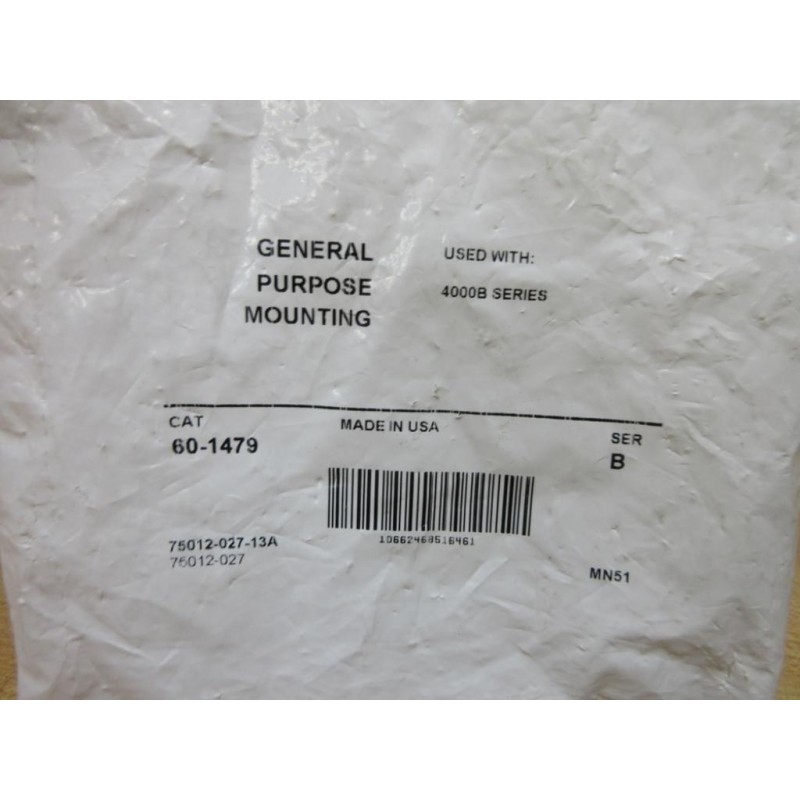 GENERAL
PURPOSE
MOUNTING
USED WITH:
4000B SERIES
CAT
60-1479
MADE IN USA
SER
B
10662468516461
75012-027-13A
75012-027
MN51